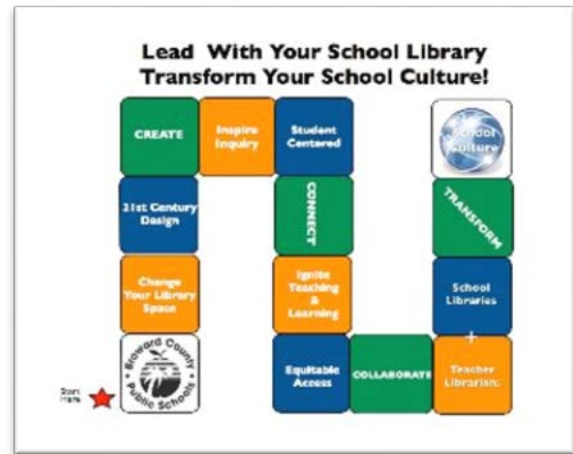 Lead With Your School Library
Transform Your School Culture!
CREATE
Inspire
Inquiry
Student
Centered
School
Culture
21st Century
Design
CONNECT
TRANSFORM
Change
Your Library
Space
Ignite
Teaching
&
Learning
School
Libraries
+
Start
Here
Broward County
Public Schools
Equitable
Access
COLLABORATE
Teacher
Librarians